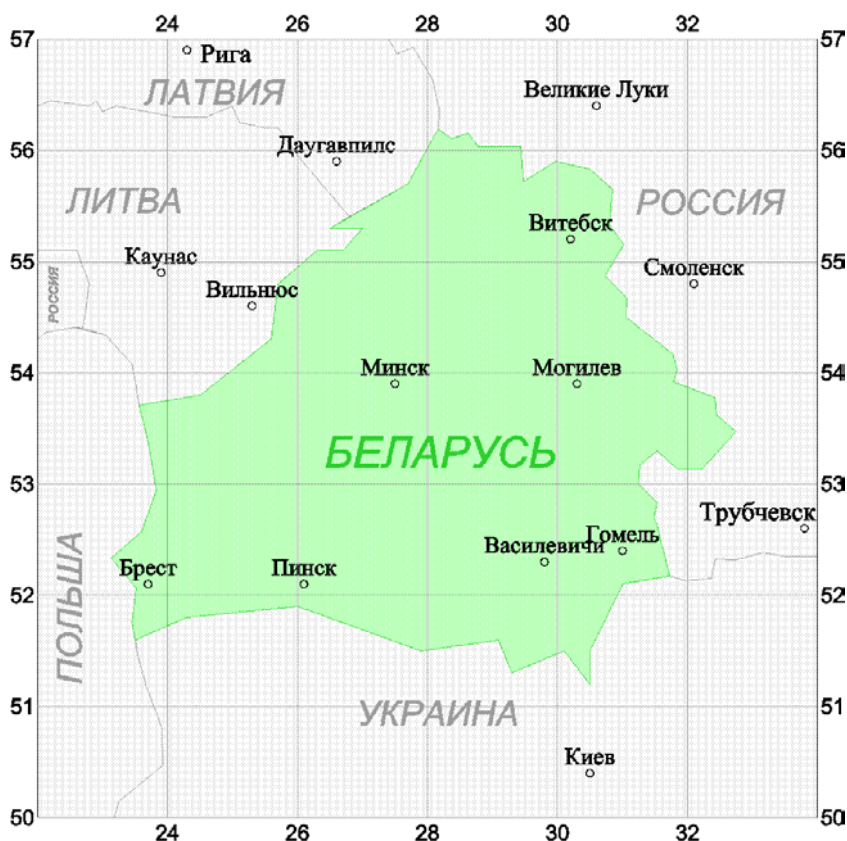 24 26 28 30 32
57 57
Рига
ЛАТВИЯ
Великие Луки
56 56
Даугавпилс
ЛИТВА
РОССИЯ
Витебск
55 55
Каунас
Смоленск
РОССИЯ
Вильнюс
54 54
Минск
Могилев
БЕЛАРУСЬ
53 53
Трубчевск
Василевичи
Гомель
ПОЛЬША
Брест
Пинск
52 52
51 51
УКРАИНА
Киев
50 50
24 26 28 30 32